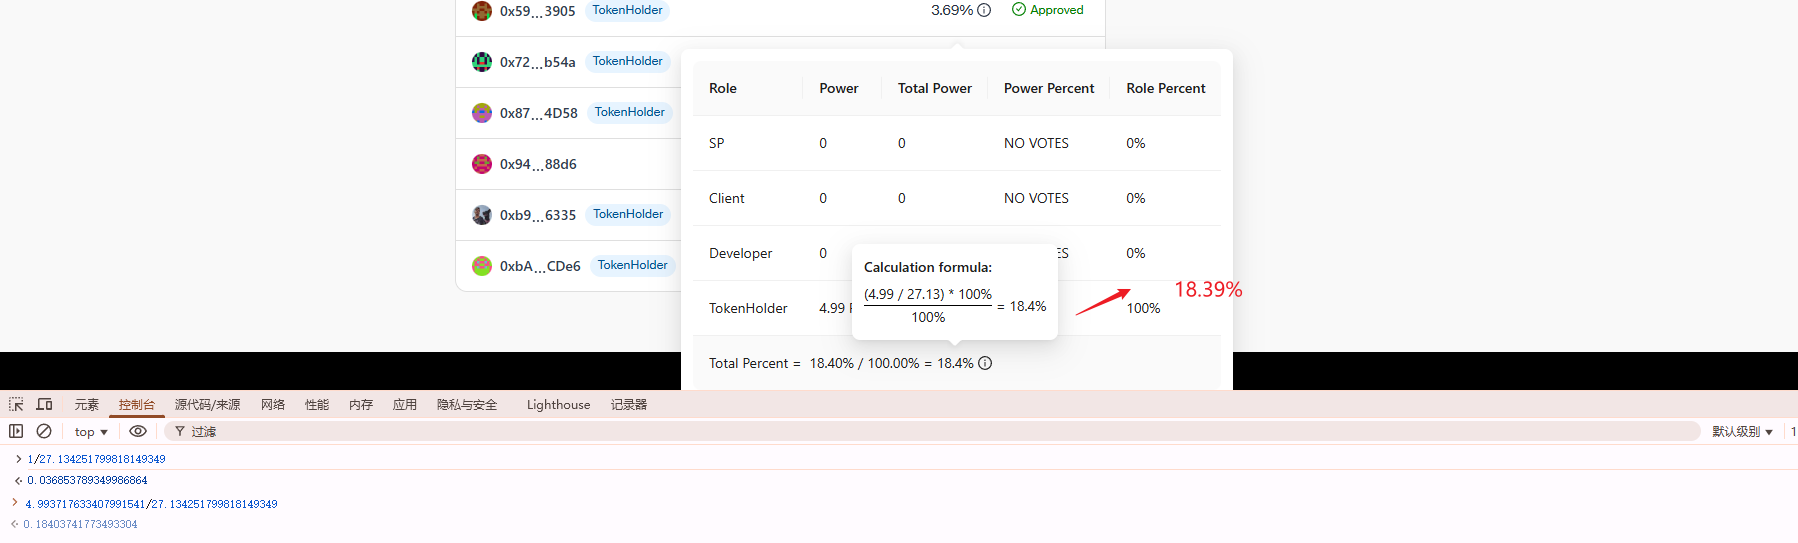 0x59...3905 TokenHolder 3.69% Approved
0x72...b54a TokenHolder
0x87...4D58 TokenHolder
0x94...88d6
0xb9...6335 TokenHolder
0xbA...CDe6 TokenHolder
Role Power Total Power Power Percent Role Percent
SP 0 0 NO VOTES 0%
Client 0 0 NO VOTES 0%
Developer 0 ES 0%
Calculation formula:
(4.99 / 27.13) * 100%
100%
= 18.4%
18.39%
TokenHolder 4.99 100%
Total Percent = 18.40% / 100.00% = 18.4%
元素 控制台 源代码/来源 网络 性能 内存 应用 隐私与安全 Lighthouse 记录器
top 过滤 默认级别 1
1/27.134251799818149349
0.036853789349986864
4.993717633407991541/27.134251799818149349
0.18403741773493304